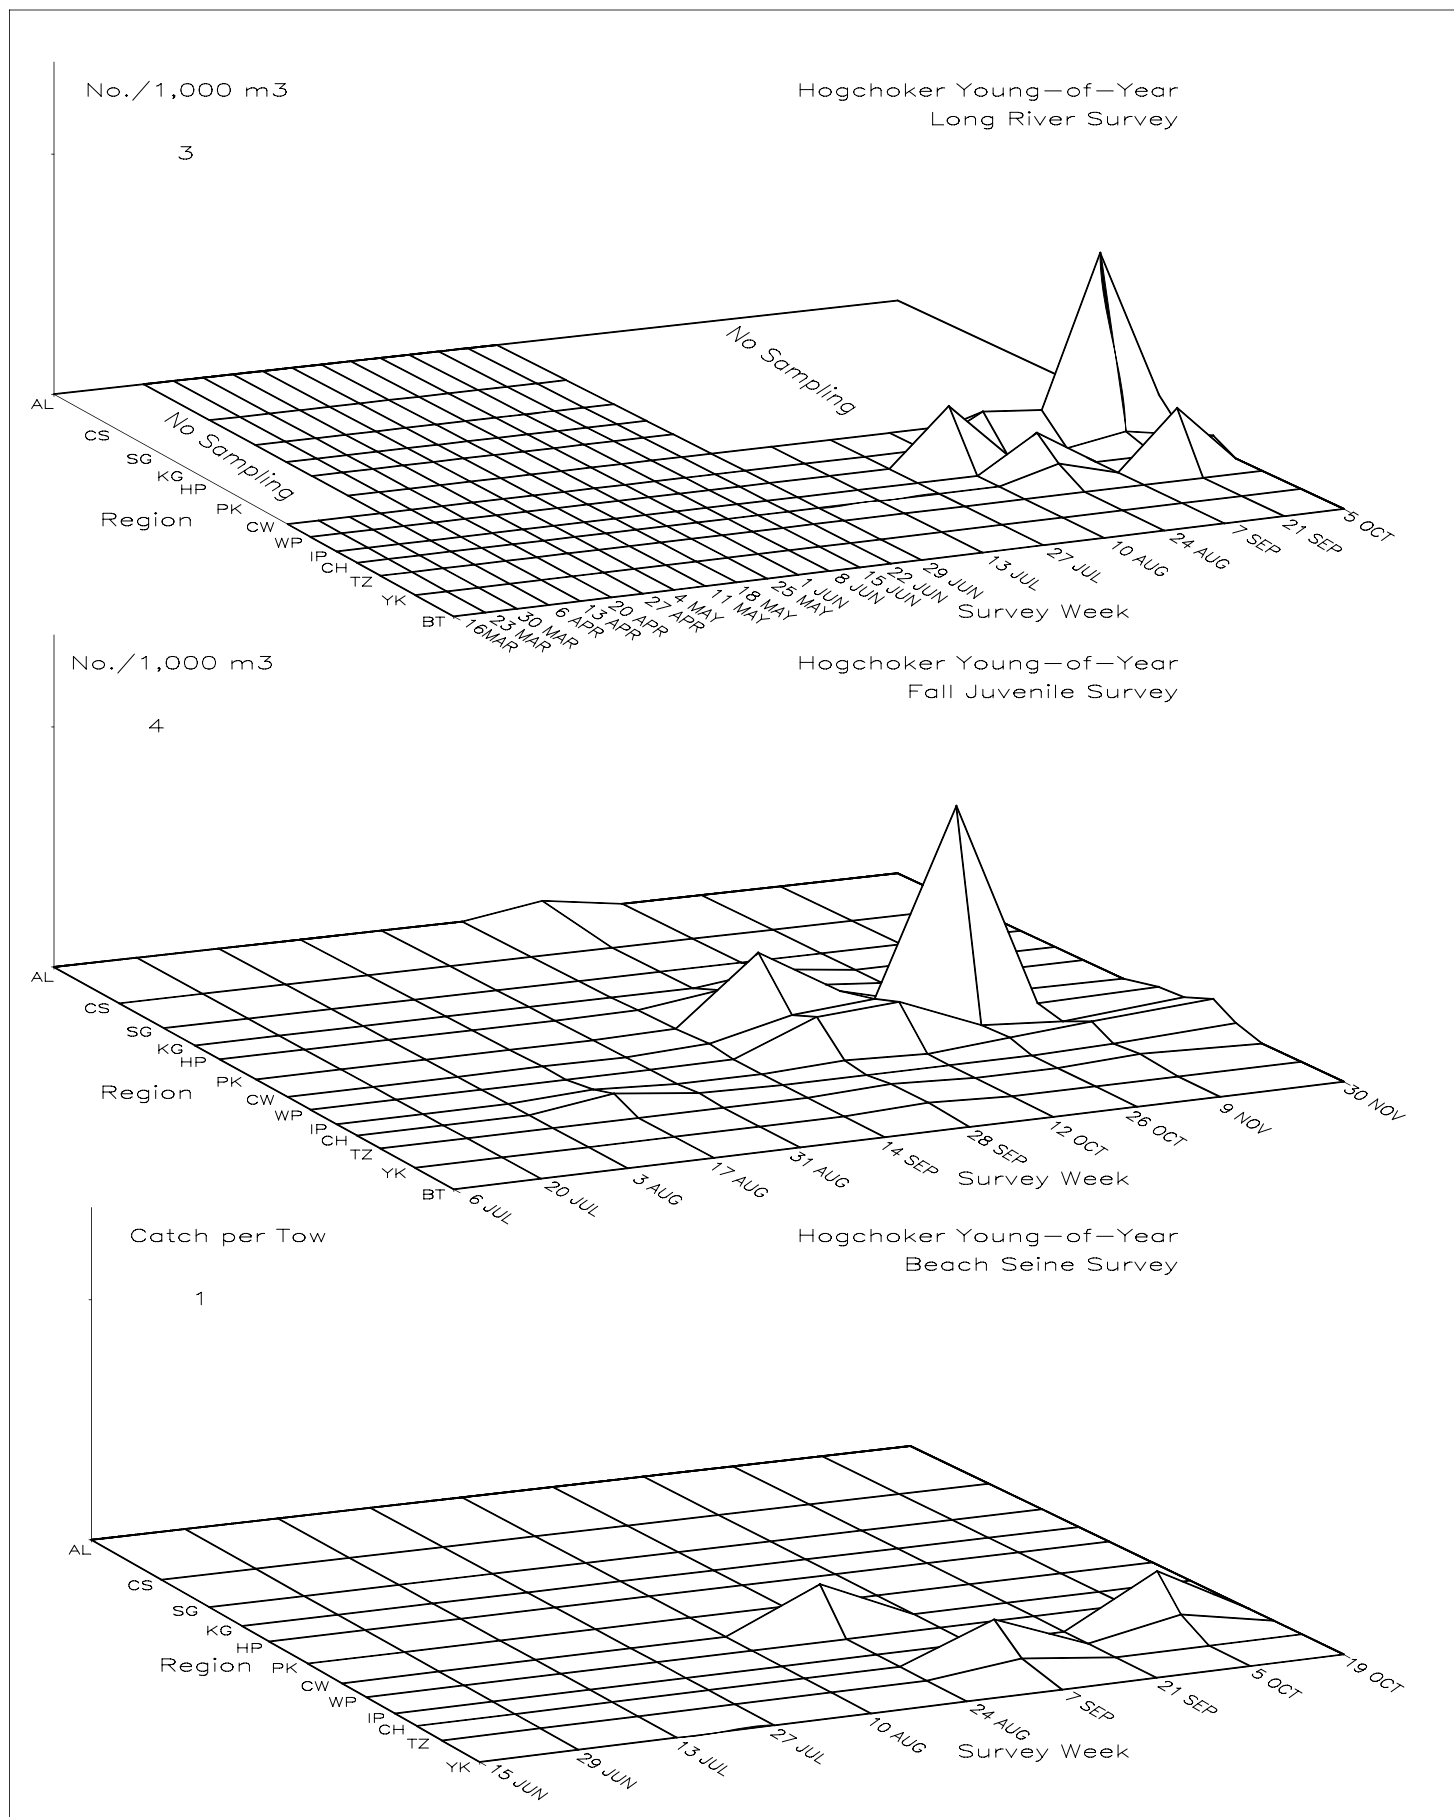 No./1,000 m3
Hogchoker Young-of-Year
Long River Survey
3
No Sampling
AL
CS
SG
KG
HP
PK
CW
WP
IP
CH
TZ
YK
BT
No Sampling
Region
16MAR
23 MAR
30 MAR
6 APR
13 APR
20 APR
27 APR
4 MAY
11 MAY
18 MAY
25 MAY
1 JUN
8 JUN
15 JUN
22 JUN
29 JUN
13 JUL
27 JUL
10 AUG
24 AUG
7 SEP
21 SEP
5 OCT
Survey Week
No./1,000 m3
Hogchoker Young-of-Year
Fall Juvenile Survey
4
AL
CS
SG
KG
HP
PK
CW
WP
IP
CH
TZ
YK
BT
Region
6 JUL
20 JUL
3 AUG
17 AUG
31 AUG
14 SEP
28 SEP
12 OCT
26 OCT
9 NOV
30 NOV
Survey Week
Catch per Tow
Hogchoker Young-of-Year
Beach Seine Survey
1
AL
CS
SG
KG
HP
PK
CW
WP
IP
CH
TZ
YK
Region
15 JUN
29 JUN
13 JUL
27 JUL
10 AUG
24 AUG
7 SEP
21 SEP
5 OCT
19 OCT
Survey Week